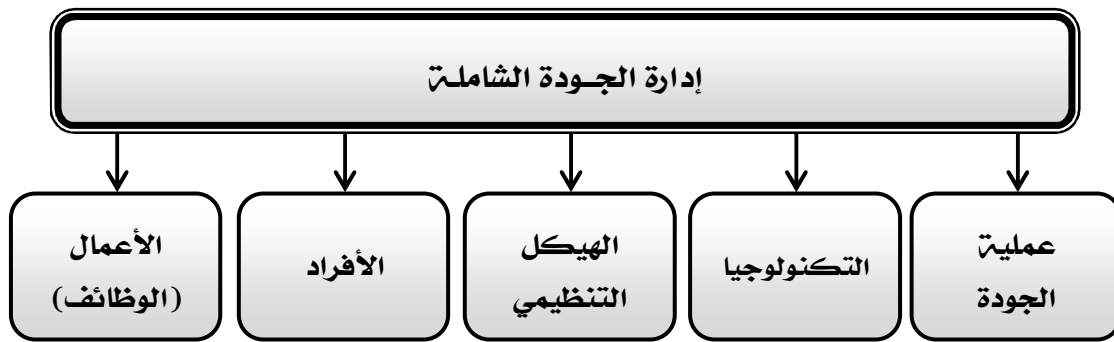 إدارة الجـودة الشاملـة
عملية
الجودة
التكنولوجيا
الهيكل
التنظيمي
الأفراد
الأعمال
(الوظائف)